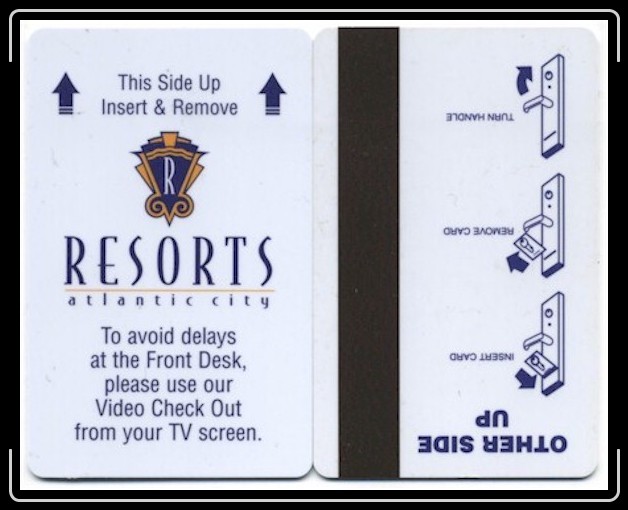 This Side Up
Insert & Remove
R
RESORTS
atlantic city
To avoid delays
at the Front Desk,
please use our
Video Check Out
from your TV screen.
OTHER SIDE
UP
INSERT CARD
REMOVE CARD
TURN HANDLE